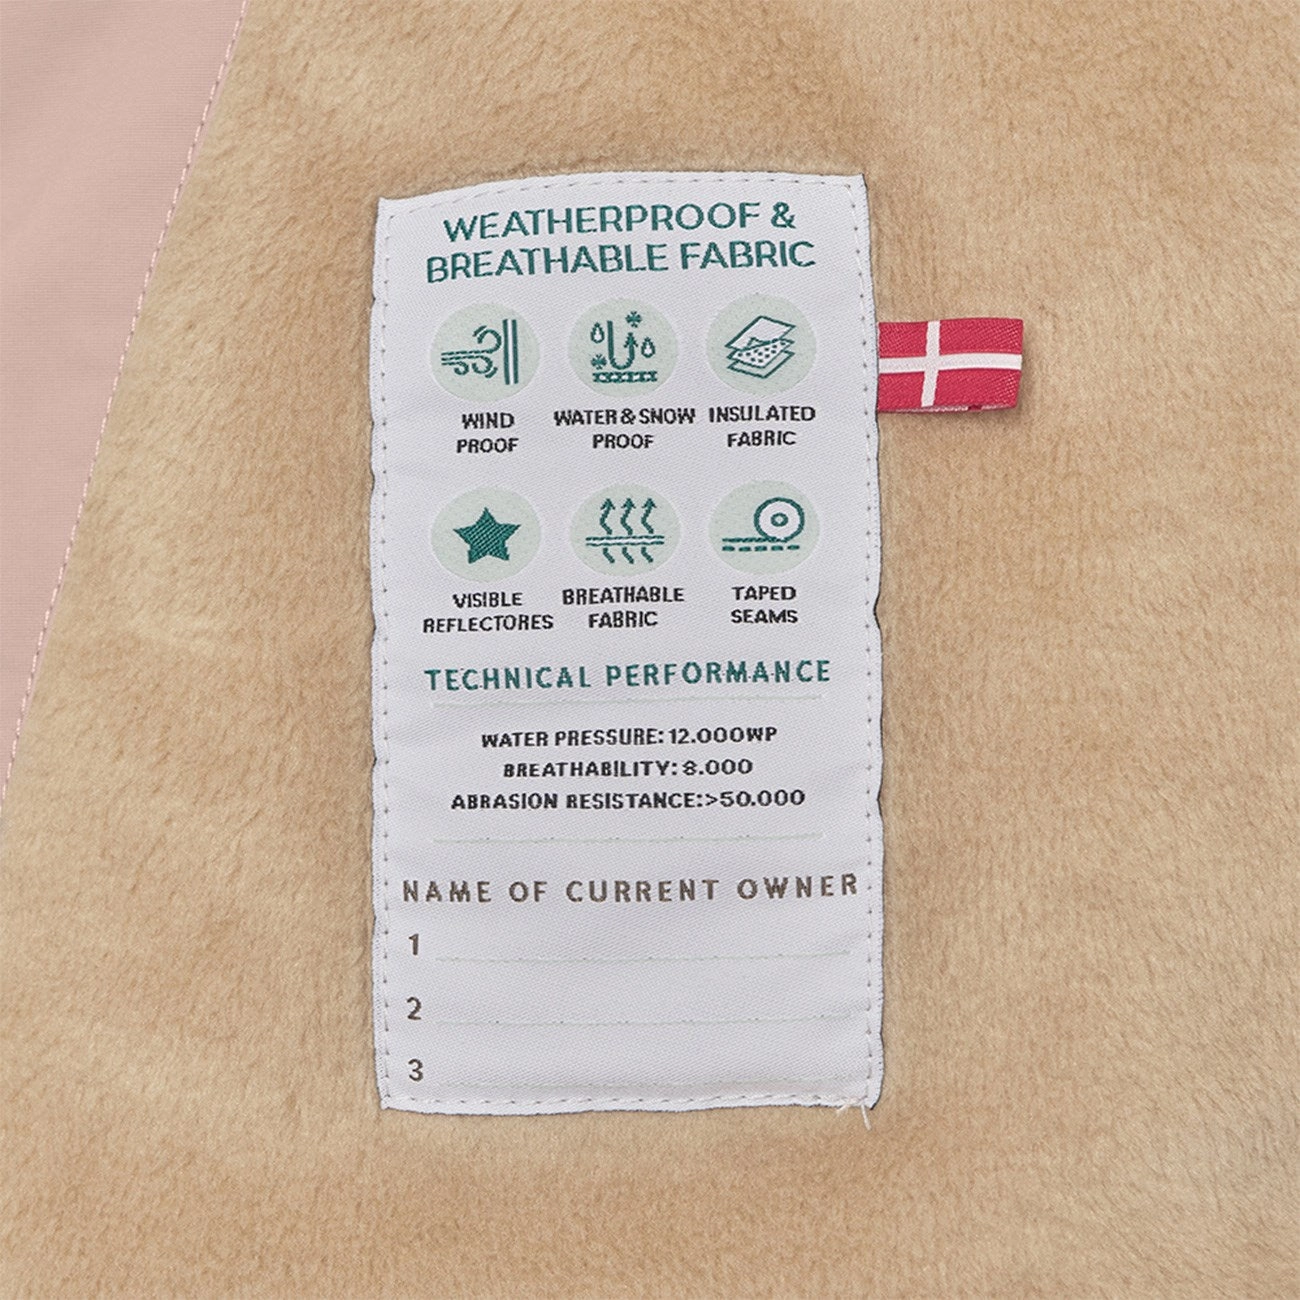 WEATHERPROOF &
BREATHABLE FABRIC
WIND
PROOF
WATER & SNOW
PROOF
INSULATED
FABRIC
VISIBLE
REFLECTORES
BREATHABLE
FABRIC
TAPED
SEAMS
TECHNICAL PERFORMANCE
WATER PRESSURE: 12.000WP
BREATHABILITY: 8.000
ABRASION RESISTANCE:>50.000
NAME OF CURRENT OWNER
1
2
3